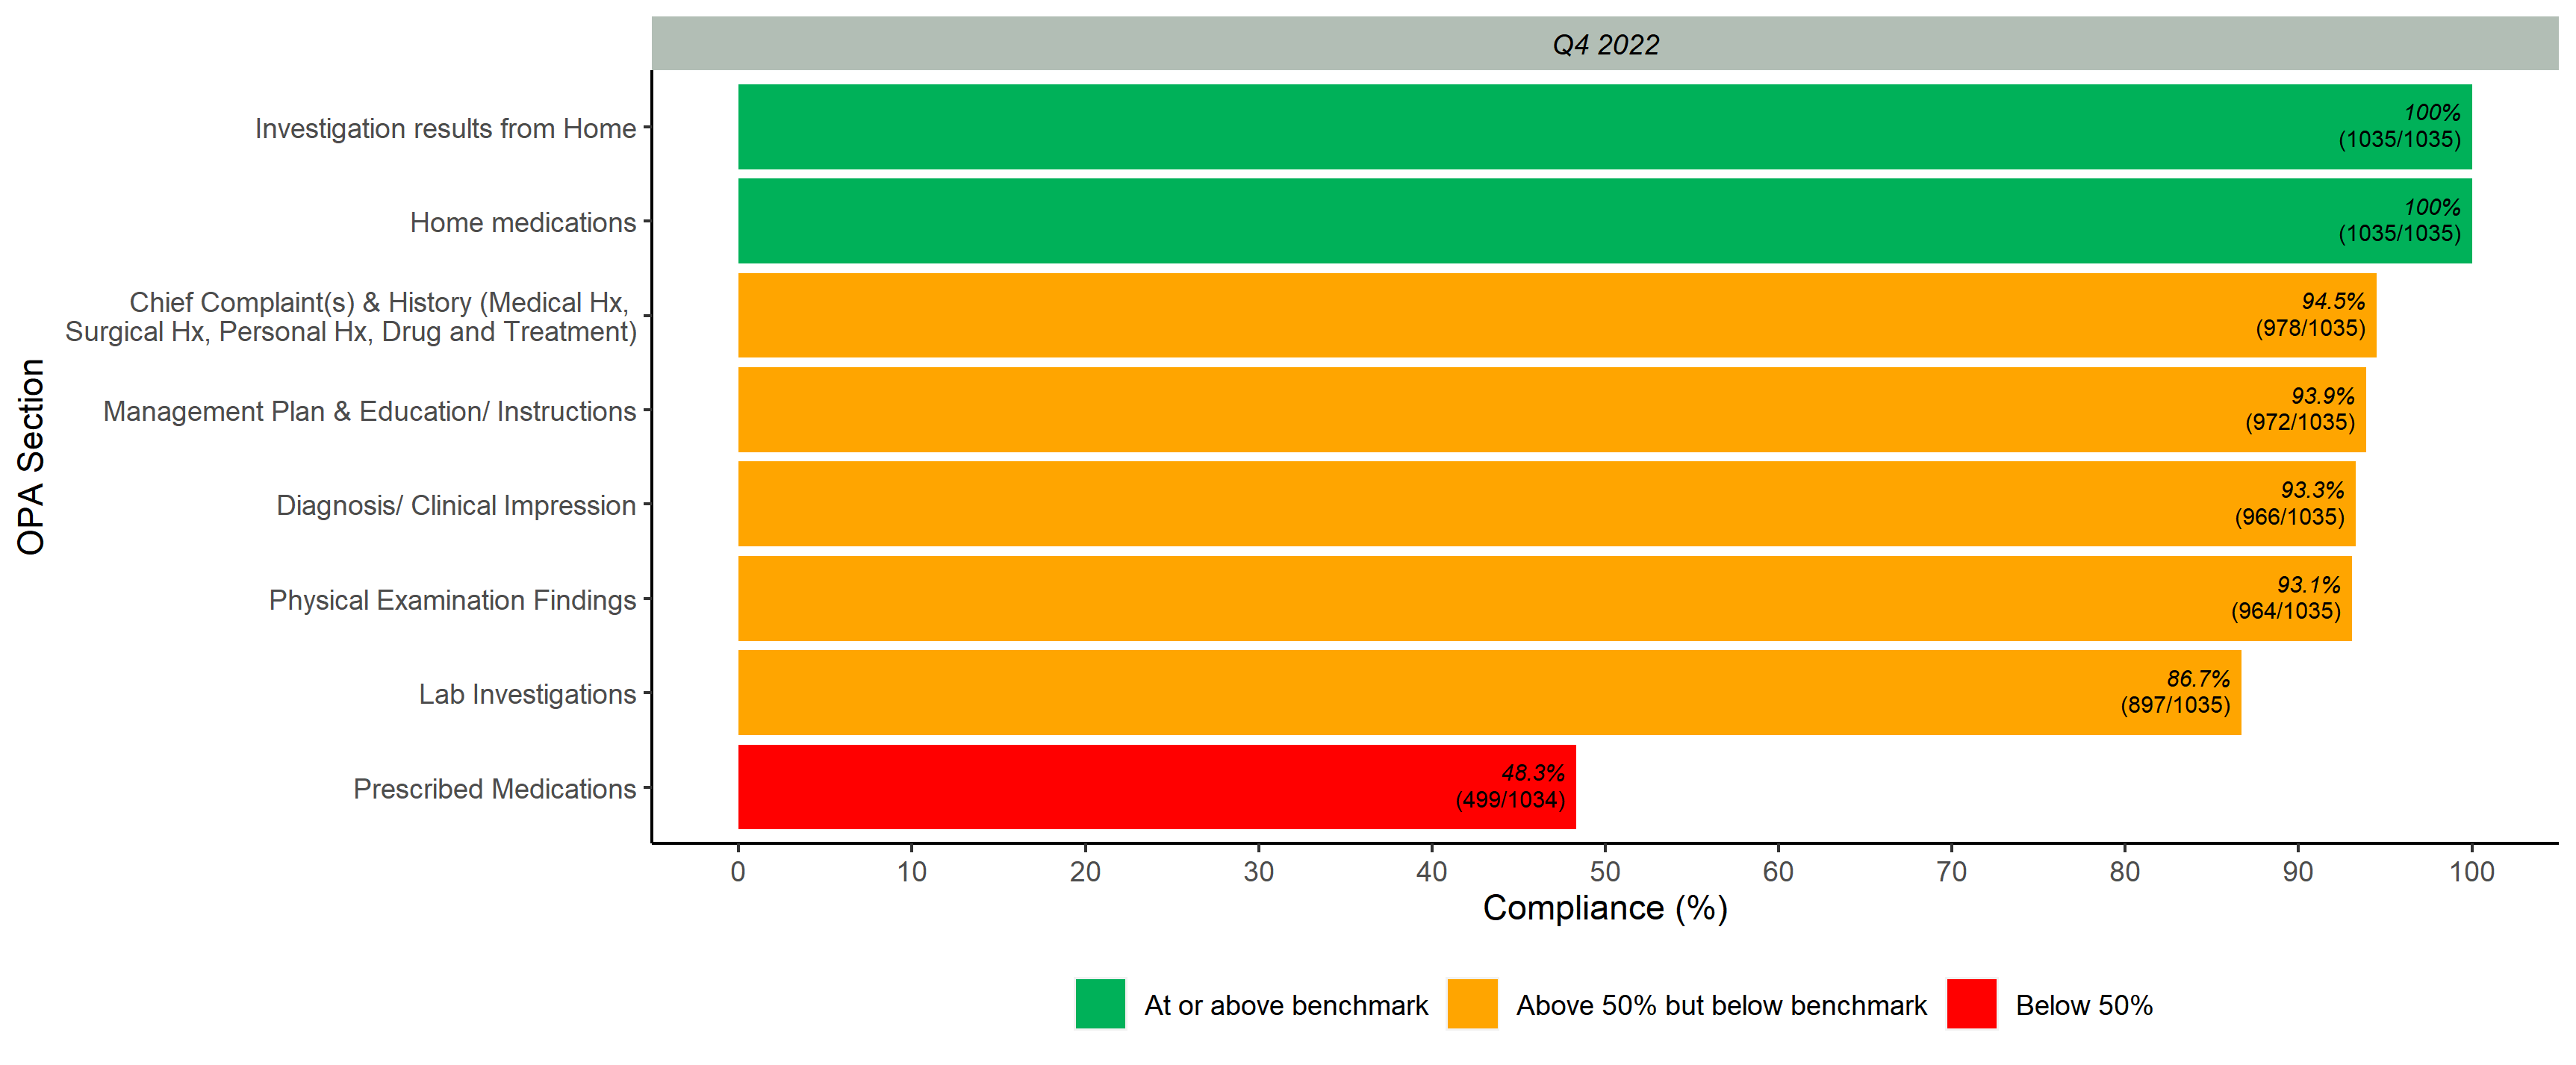 Q4 2022
OPA Section
Investigation results from Home
100%
(1035/1035)
Home medications
100%
(1035/1035)
Chief Complaint(s) & History (Medical Hx,
Surgical Hx, Personal Hx, Drug and Treatment)
94.5%
(978/1035)
Management Plan & Education/ Instructions
93.9%
(972/1035)
Diagnosis/ Clinical Impression
93.3%
(966/1035)
Physical Examination Findings
93.1%
(964/1035)
Lab Investigations
86.7%
(897/1035)
Prescribed Medications
48.3%
(499/1034)
0 10 20 30 40 50 60 70 80 90 100
Compliance (%)
At or above benchmark Above 50% but below benchmark Below 50%